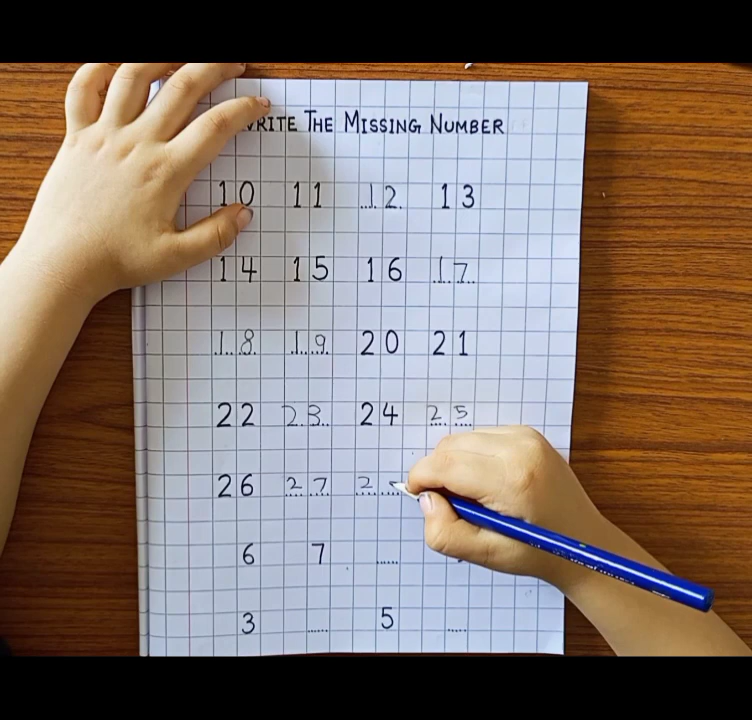 WRITE THE MISSING NUMBER
10 11 12 13
14 15 16 17
18 19 20 21
22 23 24 25
26 27 2
6 7 ......
3 ...... 5 ......